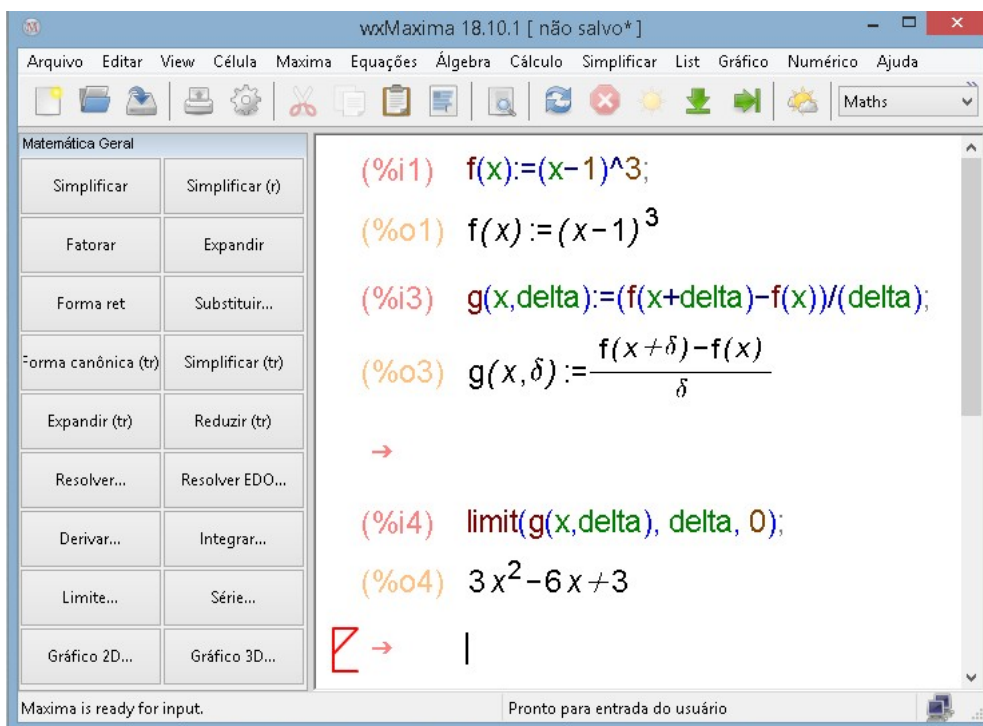 wxMaxima 18.10.1 [ não salvo* ]
Arquivo Editar View Célula Maxima Equações Álgebra Cálculo Simplificar List Gráfico Numérico Ajuda
Maths
Matemática Geral
Simplificar Simplificar (r)
Fatorar Expandir
Forma ret Substituir...
Forma canônica (tr) Simplificar (tr)
Expandir (tr) Reduzir (tr)
Resolver... Resolver EDO...
Derivar... Integrar...
Limite... Série...
Gráfico 2D... Gráfico 3D...
(%i1) f(x):=(x−1)^3;
(%o1) f(x):=(x−1)³
(%i3) g(x,delta):=(f(x+delta)−f(x))/(delta);
(%o3) g(x,δ):=
f(x+δ)−f(x)
δ
→
(%i4) limit(g(x,delta), delta, 0);
(%o4) 3x²−6x+3
→
Maxima is ready for input. Pronto para entrada do usuário